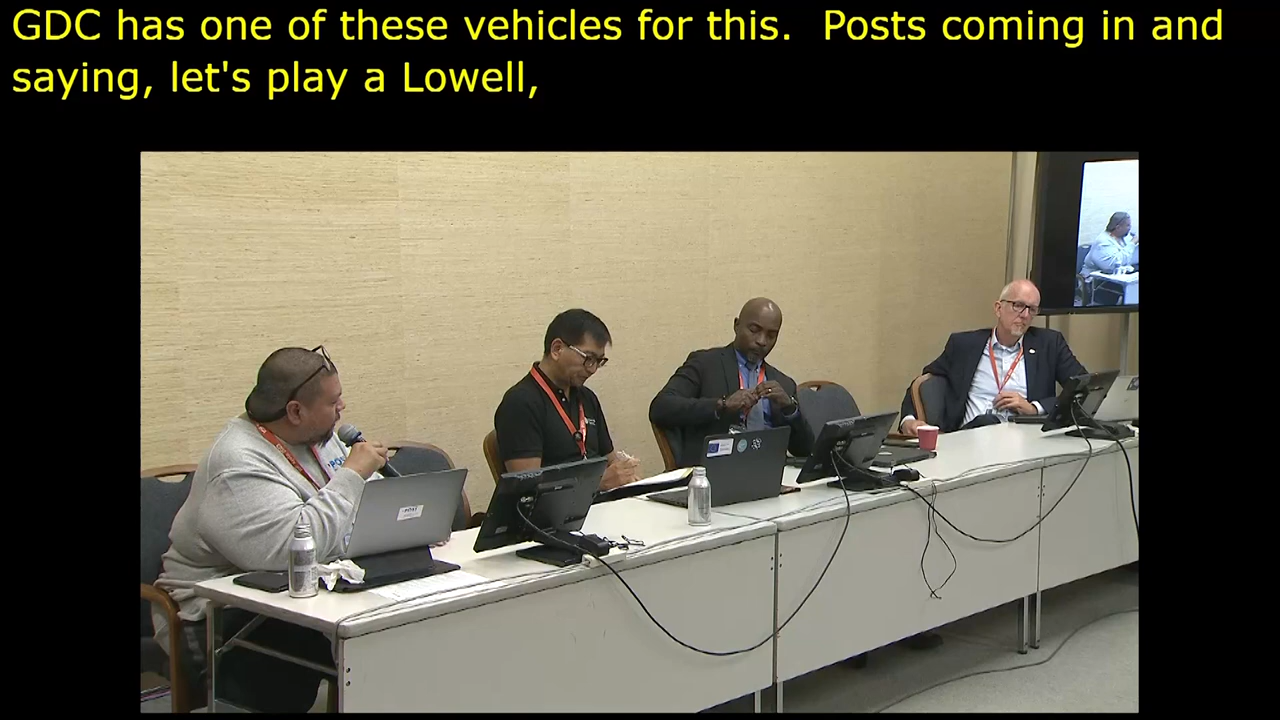 GDC has one of these vehicles for this.  Posts coming in and
saying, let's play a Lowell,